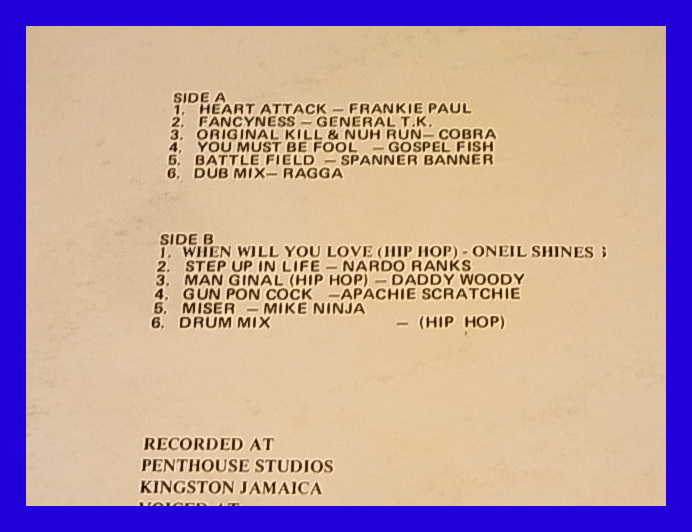 SIDE A
1. HEART ATTACK – FRANKIE PAUL
2. FANCYNESS – GENERAL T.K.
3. ORIGINAL KILL & NUH RUN– COBRA
4. YOU MUST BE FOOL – GOSPEL FISH
5. BATTLE FIELD – SPANNER BANNER
6. DUB MIX– RAGGA
SIDE B
1. WHEN WILL YOU LOVE (HIP HOP) - ONEIL SHINES ;
2. STEP UP IN LIFE – NARDO RANKS
3. MAN GINAL (HIP HOP) – DADDY WOODY
4. GUN PON COCK –APACHIE SCRATCHIE
5. MISER – MIKE NINJA
6. DRUM MIX – (HIP HOP)
RECORDED AT
PENTHOUSE STUDIOS
KINGSTON JAMAICA
VOICED AT